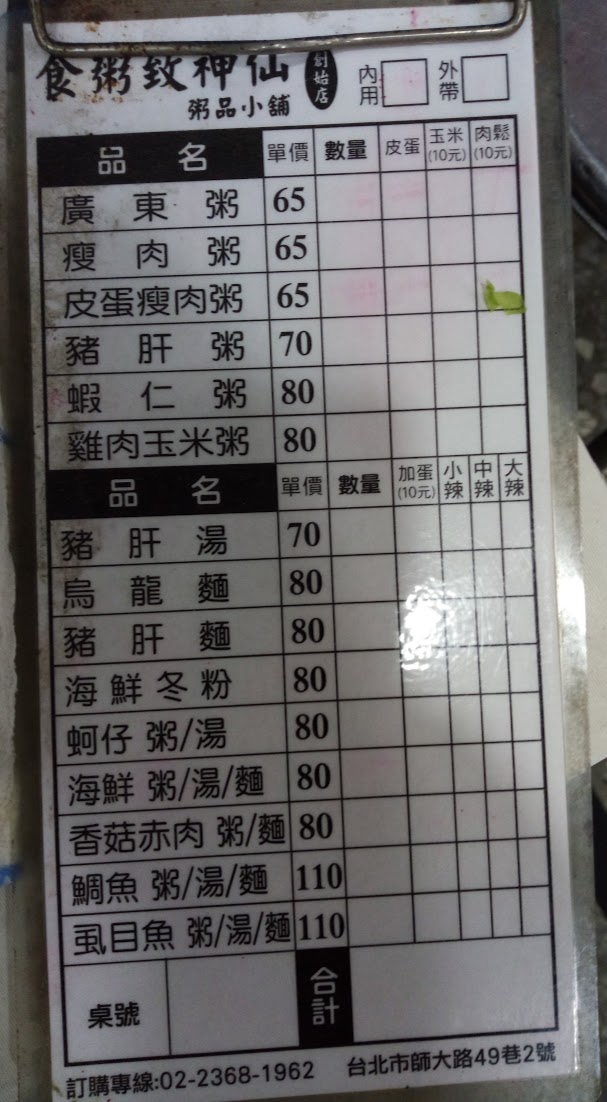 食粥致神仙 創始店 內用 外帶
粥品小舖
品名 單價 數量 皮蛋 玉米(10元) 肉鬆(10元)
廣東粥 65
瘦肉粥 65
皮蛋瘦肉粥 65
豬肝粥 70
蝦仁粥 80
雞肉玉米粥 80
品名 單價 數量 加蛋(10元) 小辣 中辣 大辣
豬肝湯 70
烏龍麵 80
豬肝麵 80
海鮮冬粉 80
蚵仔 粥/湯 80
海鮮 粥/湯/麵 80
香菇赤肉 粥/麵 80
鯛魚 粥/湯/麵 110
虱目魚 粥/湯/麵 110
桌號 合計
訂購專線:02-2368-1962 台北市師大路49巷2號